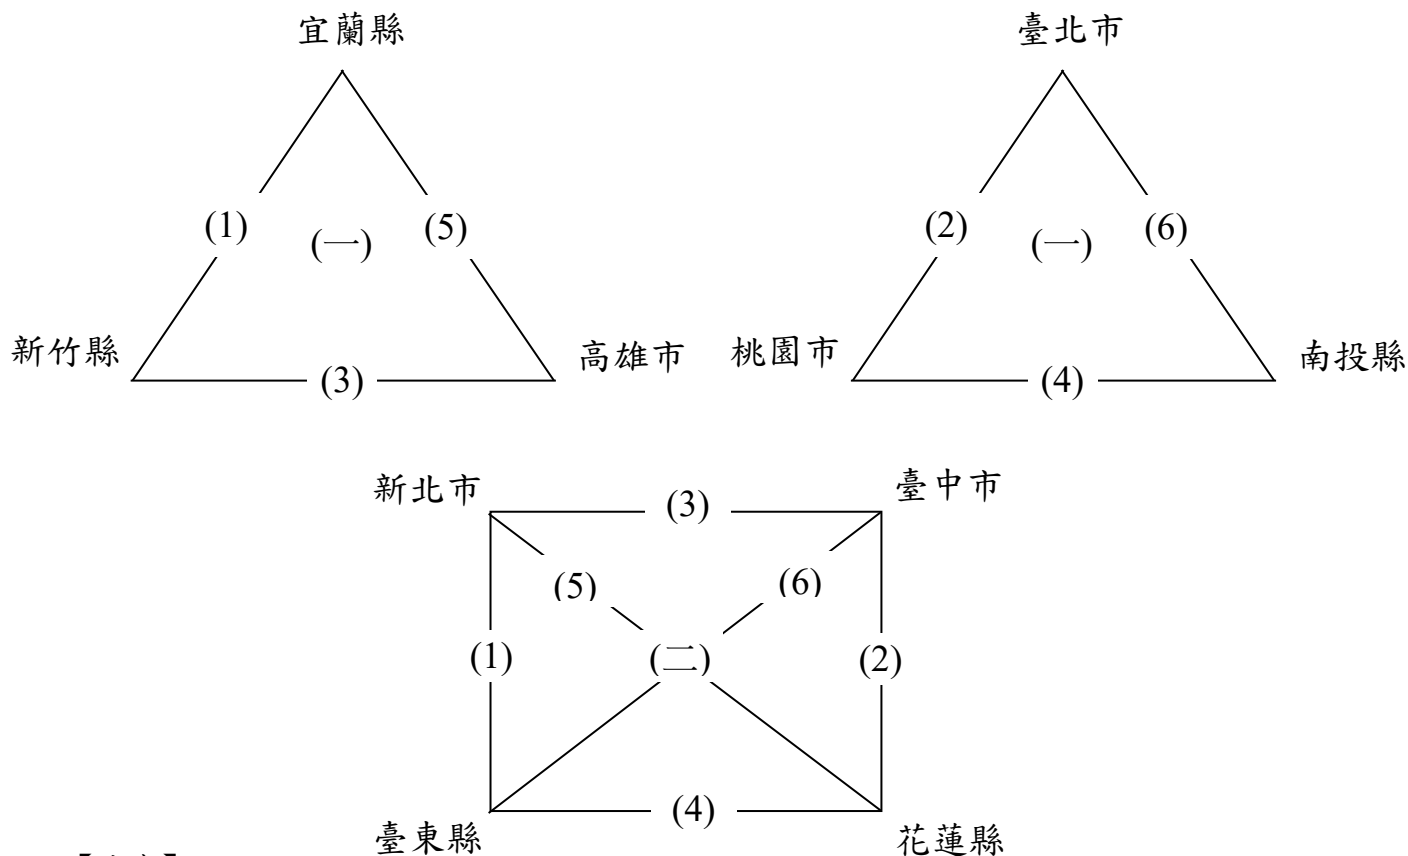 宜蘭縣
臺北市
(1)
(一)
(5)
(2)
(一)
(6)
新竹縣
(3)
高雄市
桃園市
(4)
南投縣
新北市
(3)
臺中市
(5)
(6)
(1)
(二)
(2)
(4)
臺東縣
花蓮縣